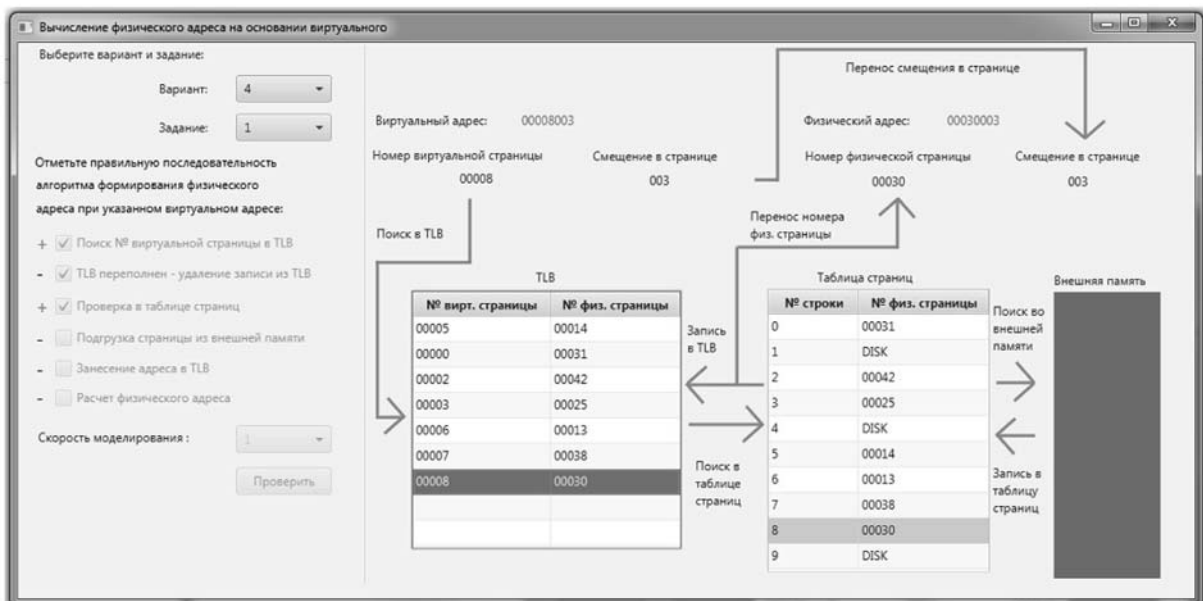 Вычисление физического адреса на основании виртуального
Выберите вариант и задание:
Вариант: 4
Задание: 1
Отметьте правильную последовательность
алгоритма формирования физического
адреса при указанном виртуальном адресе:
+ Поиск № виртуальной страницы в TLB
- TLB переполнен - удаление записи из TLB
+ Проверка в таблице страниц
- Подгрузка страницы из внешней памяти
- Занесение адреса в TLB
- Расчет физического адреса
Скорость моделирования : 1
Проверить
Перенос смещения в странице
Виртуальный адрес: 00008003
Физический адрес: 00030003
Номер виртуальной страницы
Смещение в странице
Номер физической страницы
Смещение в странице
00008
003
00030
003
Поиск в TLB
Перенос номера
физ. страницы
TLB
№ вирт. страницы № физ. страницы
00005 00014
00000 00031
00002 00042
00003 00025
00006 00013
00007 00038
00008 00030
Запись
в TLB
Поиск в
таблице
страниц
Таблица страниц
№ строки № физ. страницы
0 00031
1 DISK
2 00042
3 00025
4 DISK
5 00014
6 00013
7 00038
8 00030
9 DISK
Внешняя память
Поиск во
внешней
памяти
Запись в
таблицу
страниц